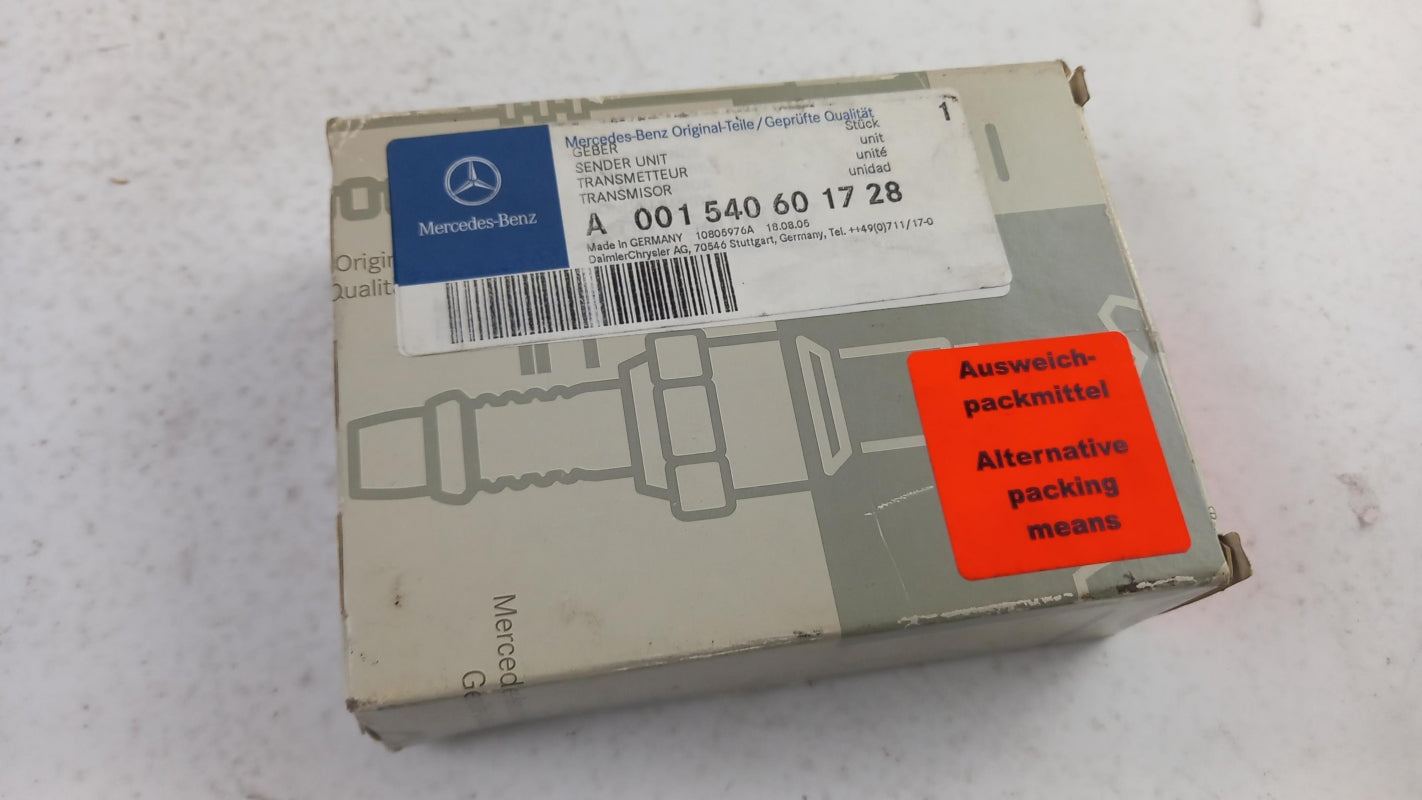 Mercedes-Benz Original-Teile/Geprüfte Qualität
GEBER Stück 1
SENDER UNIT unit
TRANSMETTEUR unité
TRANSMISOR unidad
A 001 540 60 17 28
Made in GERMANY 10805976A 18.08.05
DaimlerChrysler AG, 70546 Stuttgart, Germany, Tel. ++49(0)711/17-0
Mercedes-Benz
Origin
Qualit
Ausweich-
packmittel
Alternative
packing
means
Merced
Ge